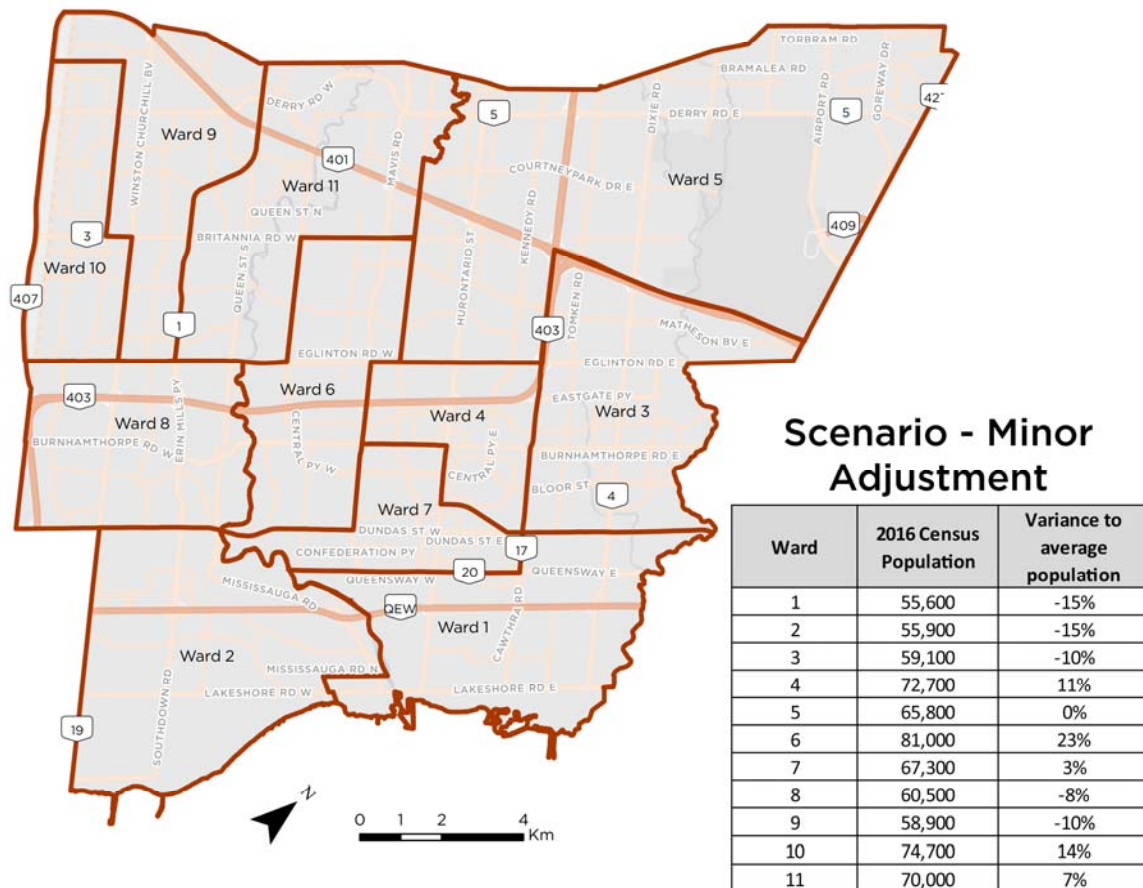 TORBRAM RD
BRAMALEA RD
AIRPORT RD
GOREWAY DR
427
WINSTON CHURCHILL BV
DERRY RD W
5
DIXIE RD
DERRY RD E
5
Ward 9
401
MAVIS RD
COURTNEYPARK DR E
Ward 5
Ward 11
KENNEDY RD
QUEEN ST N
3
BRITANNIA RD W
HURONTARIO ST
409
Ward 10
QUEEN ST S
TOMKEN RD
407
1
403
MATHESON BV E
EGLINTON RD W
EGLINTON RD E
403
ERIN MILLS PY
Ward 6
EASTGATE PY
Ward 8
CENTRAL PY W
Ward 4
Ward 3
BURNHAMTHORPE RD W
CENTRAL PY E
BURNHAMTHORPE RD E
BLOOR ST
4
Ward 7
DUNDAS ST W
DUNDAS ST E
17
CONFEDERATION PY
20
QUEENSWAY W
QUEENSWAY E
MISSISSAUGA RD
QEW
CAWTHRA RD
Ward 1
Ward 2
MISSISSAUGA RD N
LAKESHORE RD W
LAKESHORE RD E
SOUTHDOWN RD
19
N
0 1 2 4
Km
Scenario - Minor
Adjustment
Ward 2016 Census Population Variance to average population
1 55,600 -15%
2 55,900 -15%
3 59,100 -10%
4 72,700 11%
5 65,800 0%
6 81,000 23%
7 67,300 3%
8 60,500 -8%
9 58,900 -10%
10 74,700 14%
11 70,000 7%